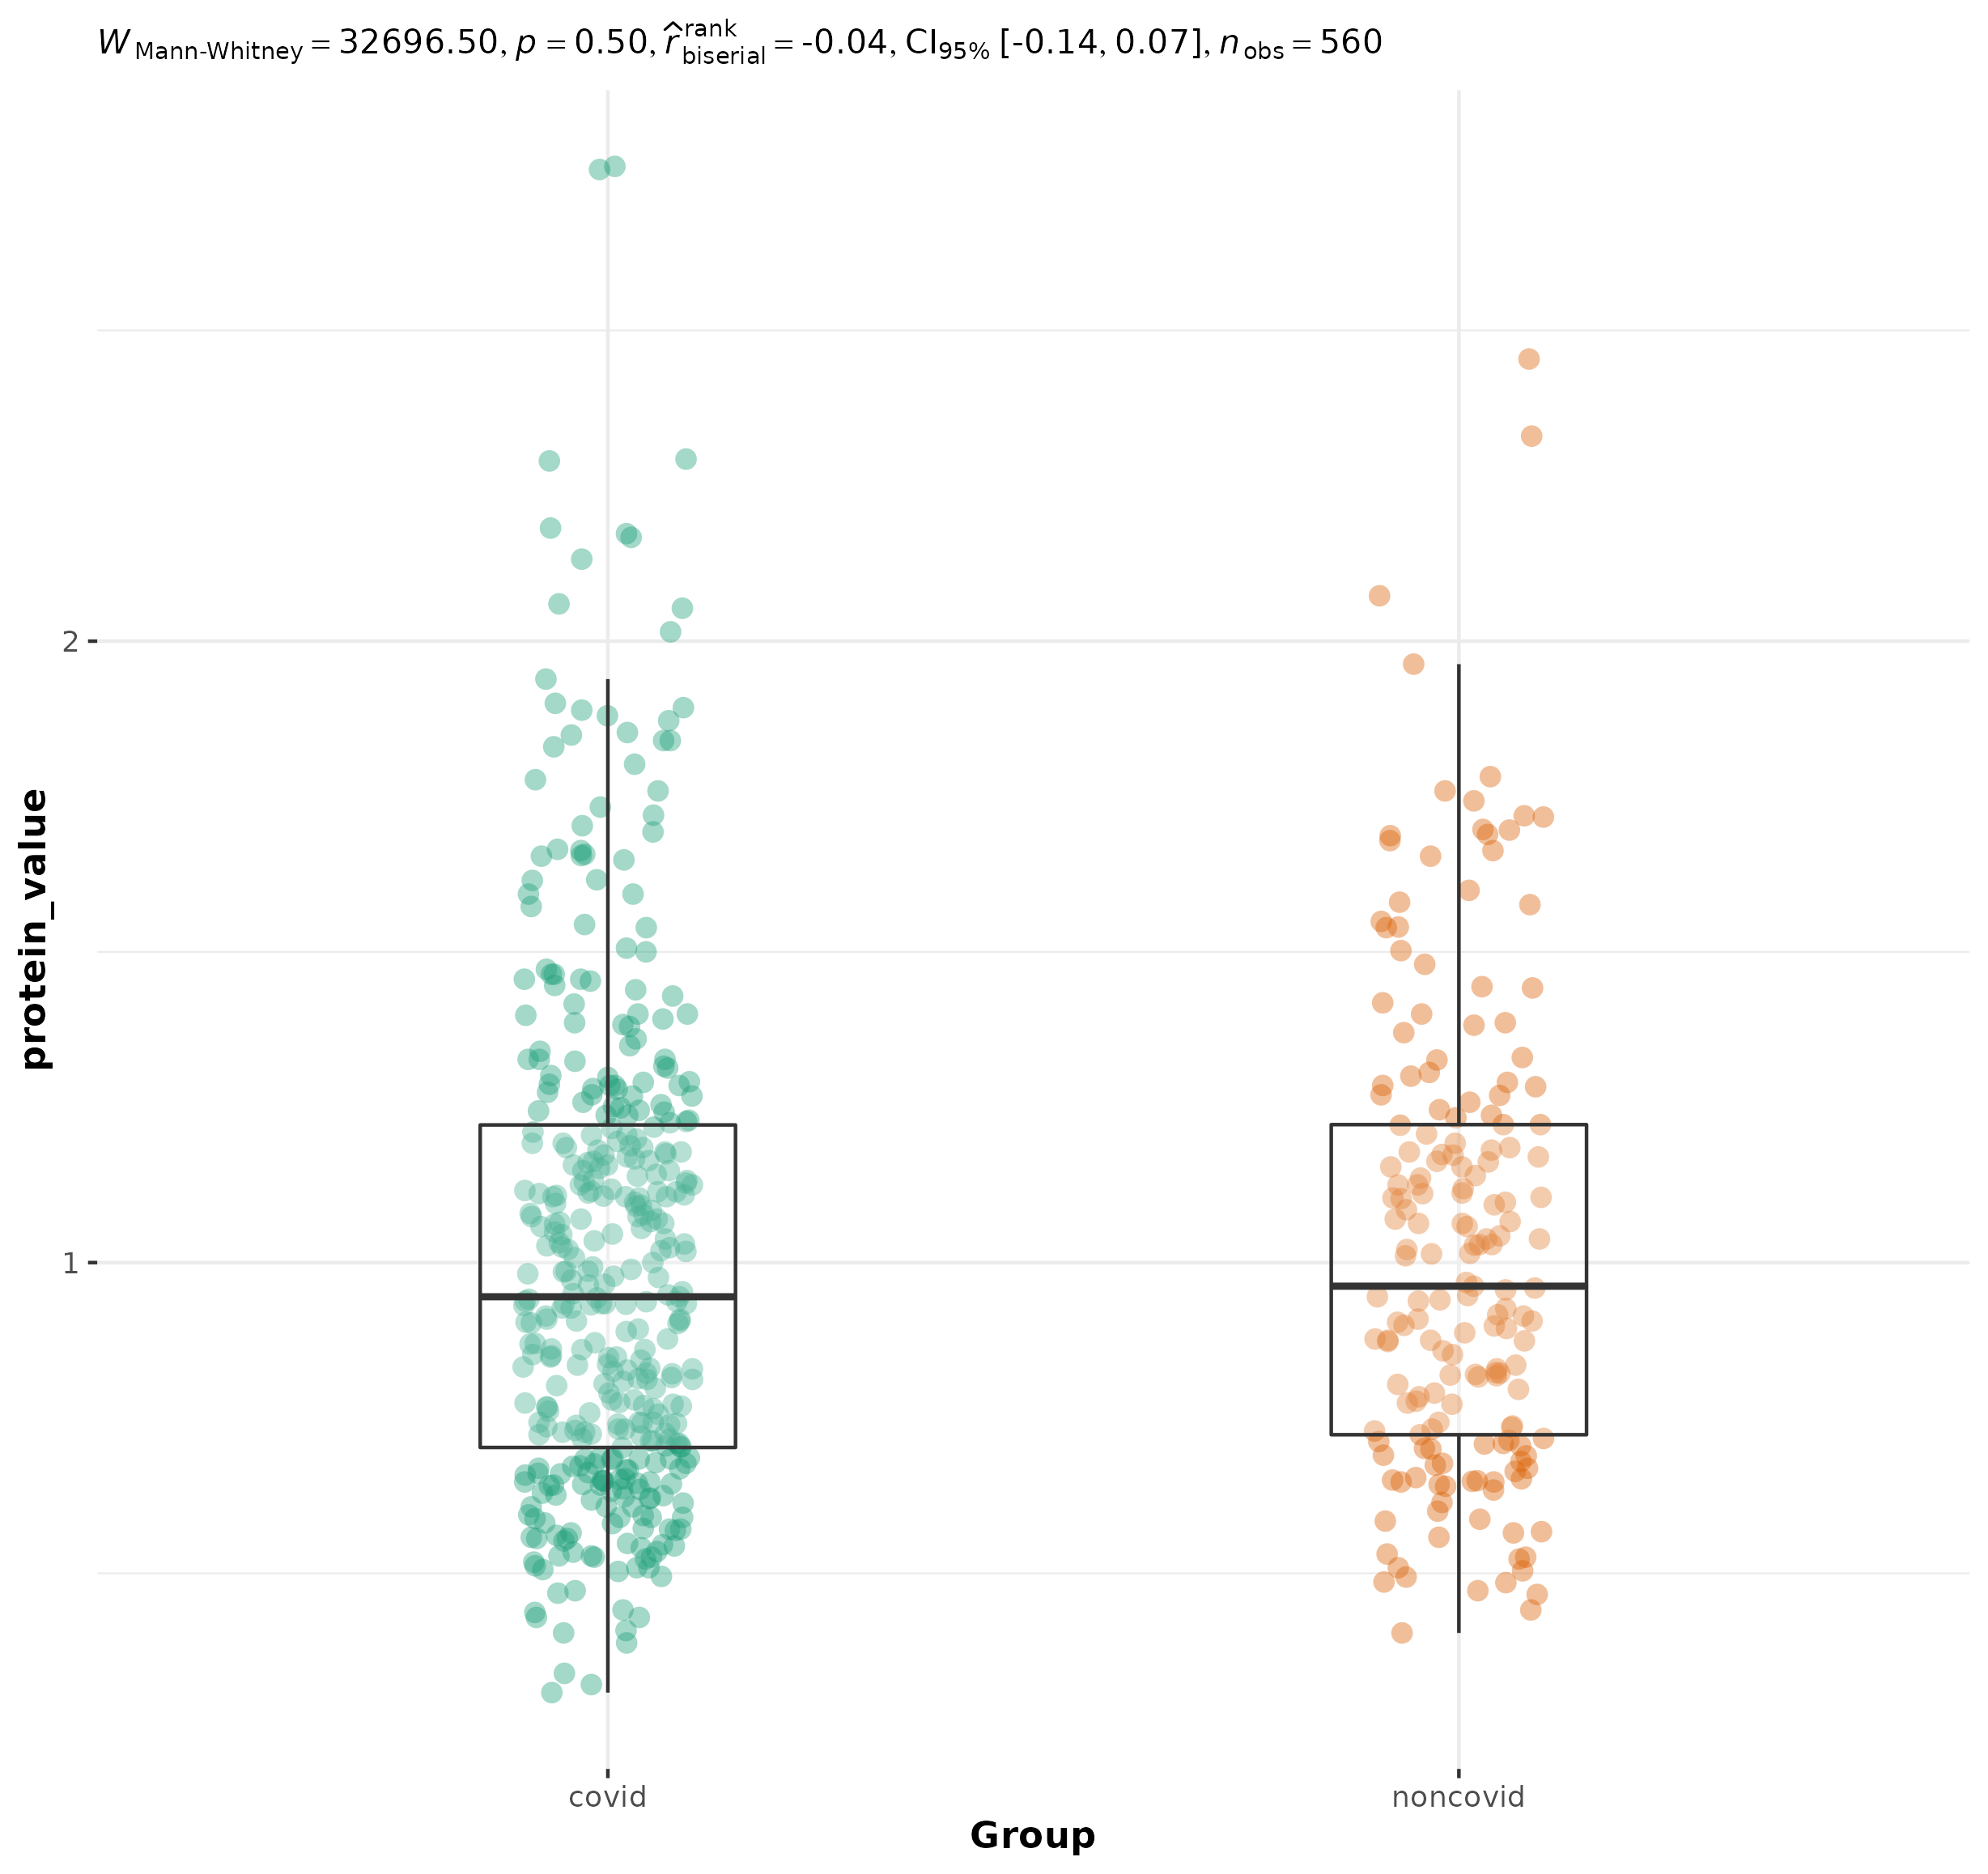 W Mann-Whitney = 32696.50, p = 0.50, r̂ rank biserial = -0.04, CI95% [-0.14, 0.07], n obs = 560
protein_value
2
1
covid noncovid
Group